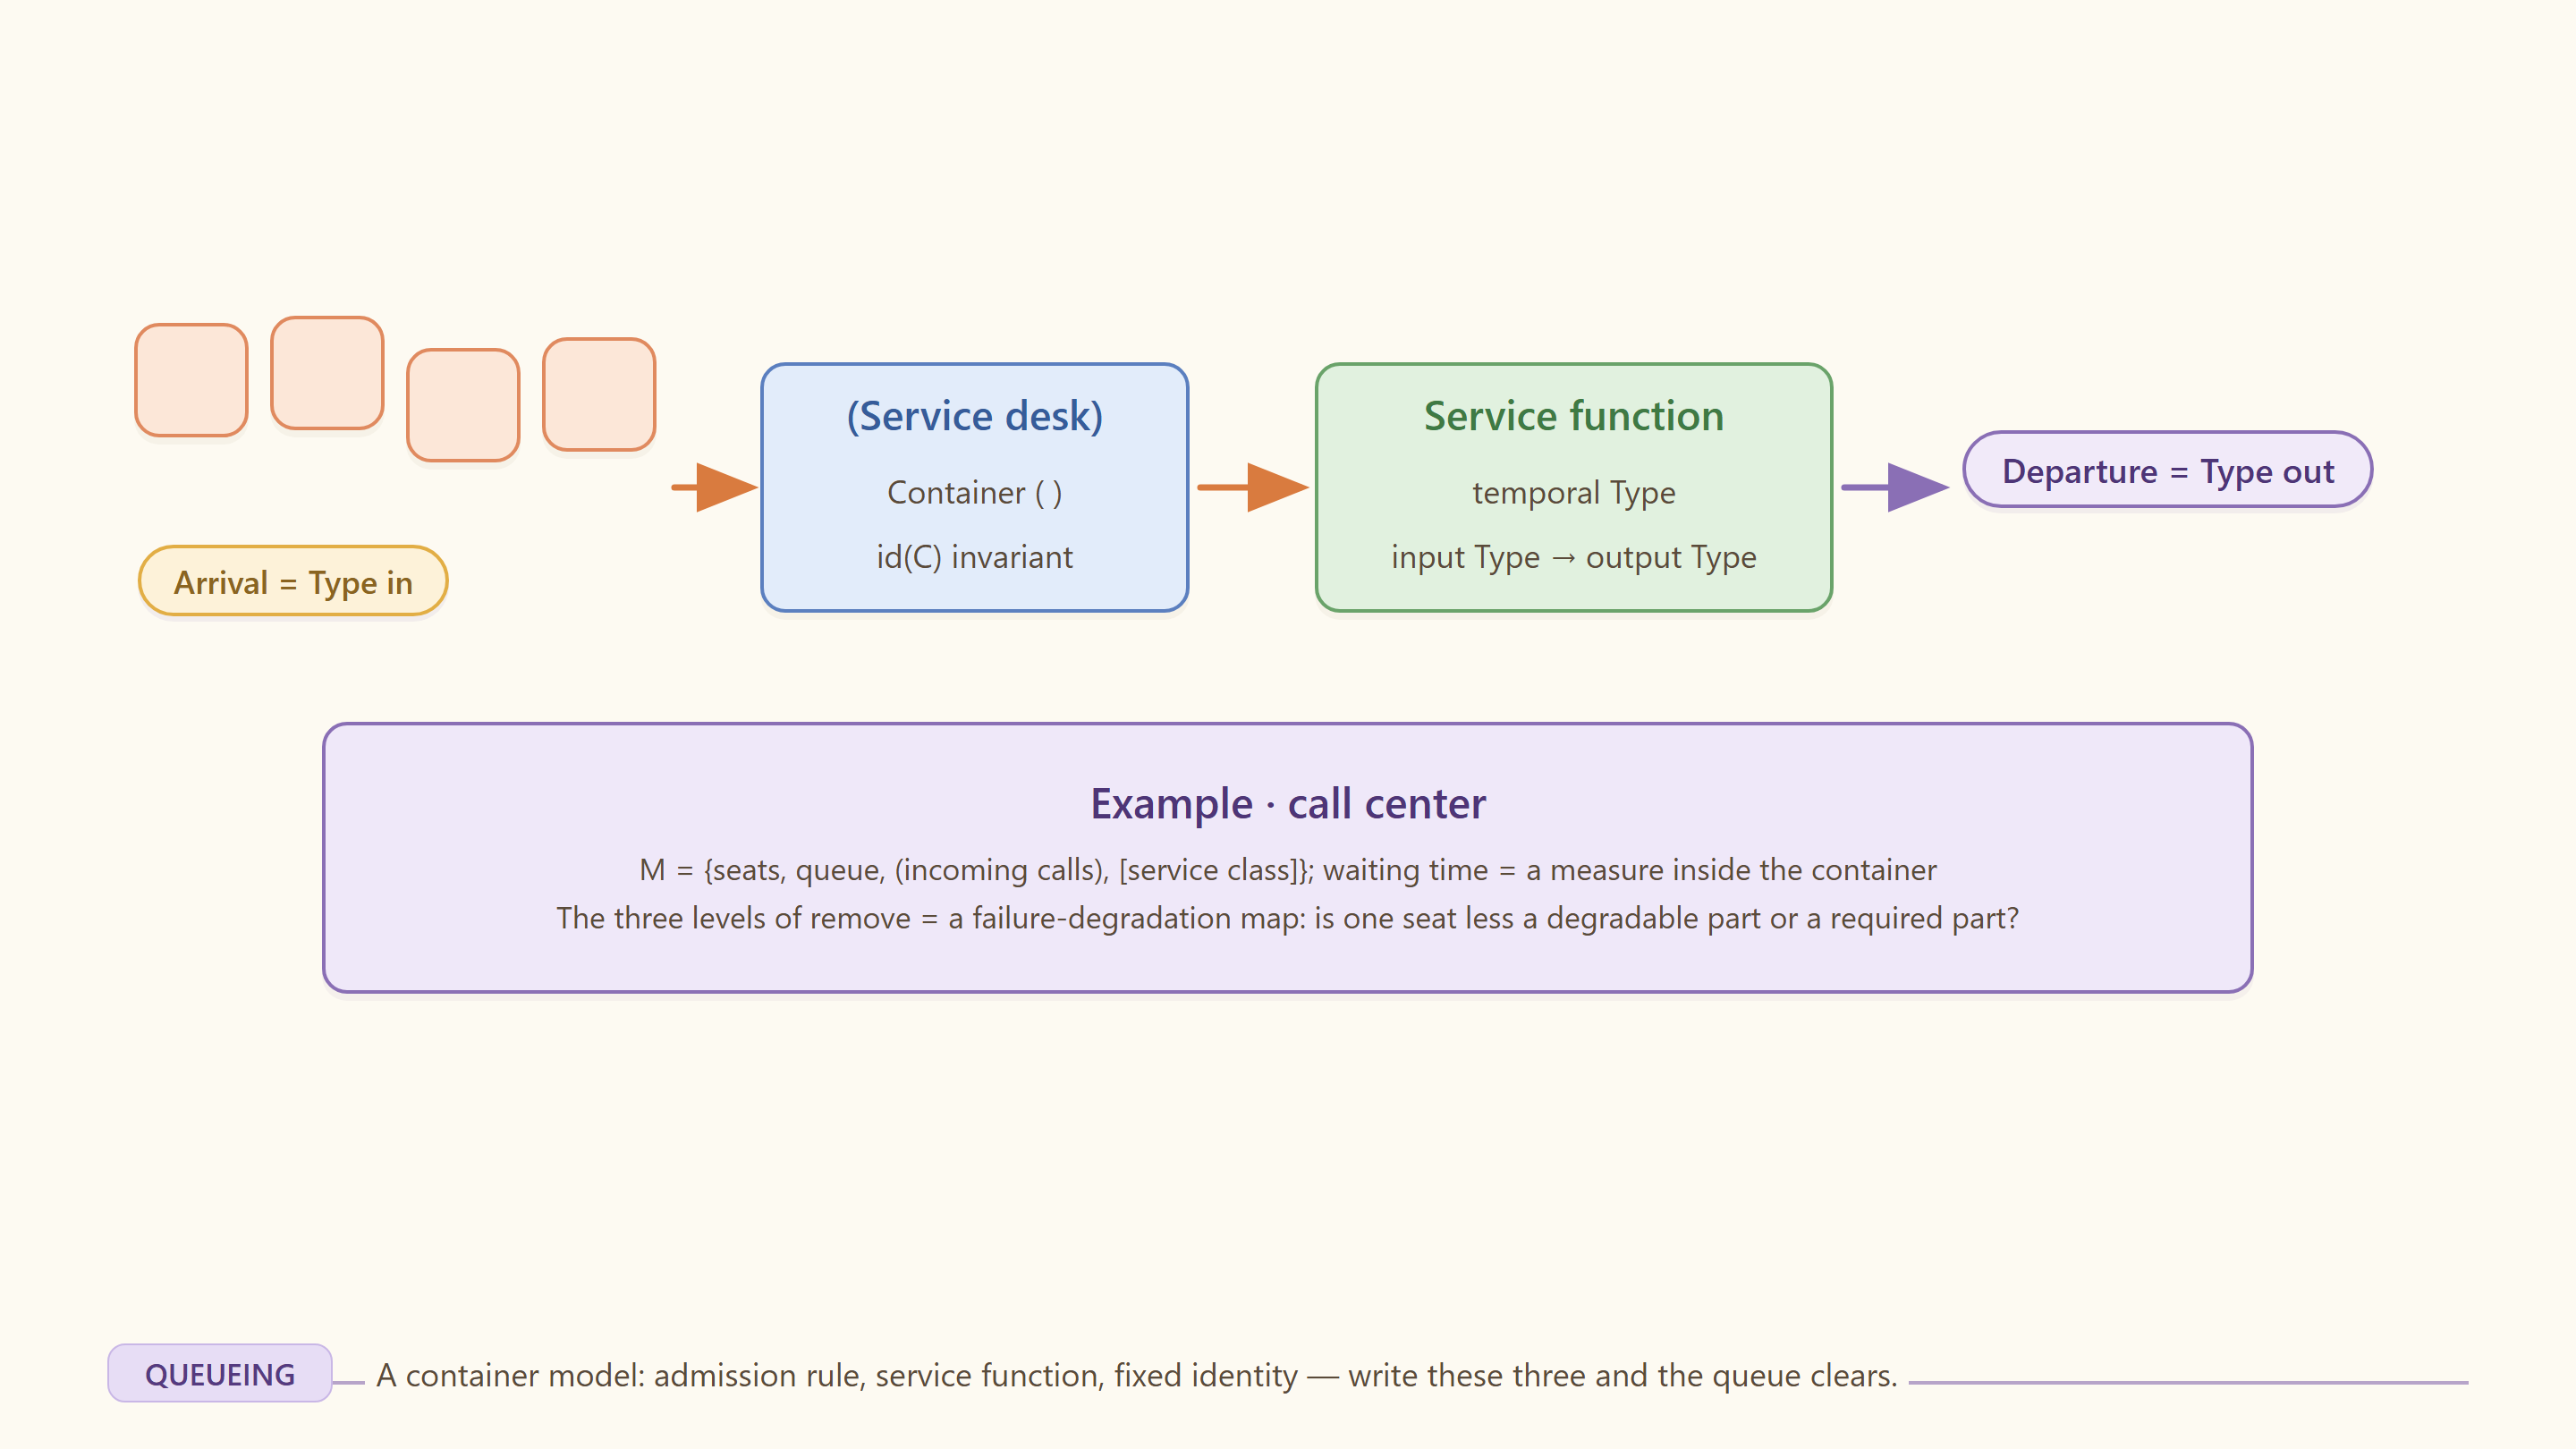 Arrival = Type in
(Service desk)
Container ( )
id(C) invariant
Service function
temporal Type
input Type → output Type
Departure = Type out
Example · call center
M = {seats, queue, (incoming calls), [service class]}; waiting time = a measure inside the container
The three levels of remove = a failure-degradation map: is one seat less a degradable part or a required part?
QUEUEING
A container model: admission rule, service function, fixed identity — write these three and the queue clears.